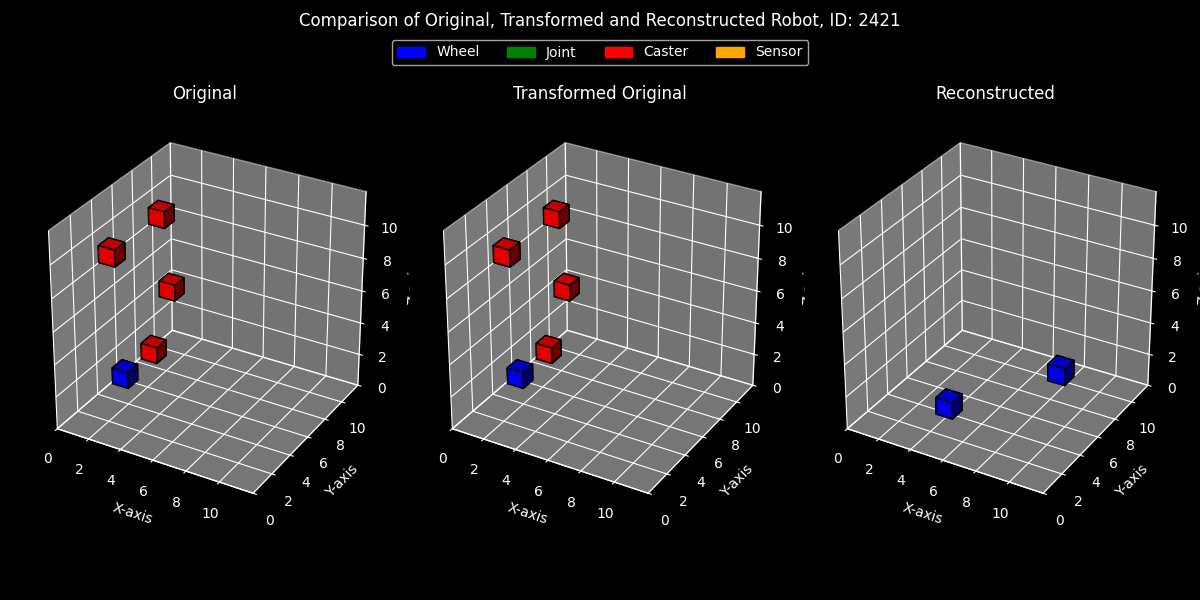 Comparison of Original, Transformed and Reconstructed Robot, ID: 2421
Wheel Joint Caster Sensor
Original Transformed Original Reconstructed
10 10 10
8 8 8
6 6 6
4 4 4
2 2 2
0 0 0
0 2 4 6 8 10 0 2 4 6 8 10 0 2 4 6 8 10
0 2 4 6 8 10 0 2 4 6 8 10 0 2 4 6 8 10
X-axis Y-axis X-axis Y-axis X-axis Y-axis